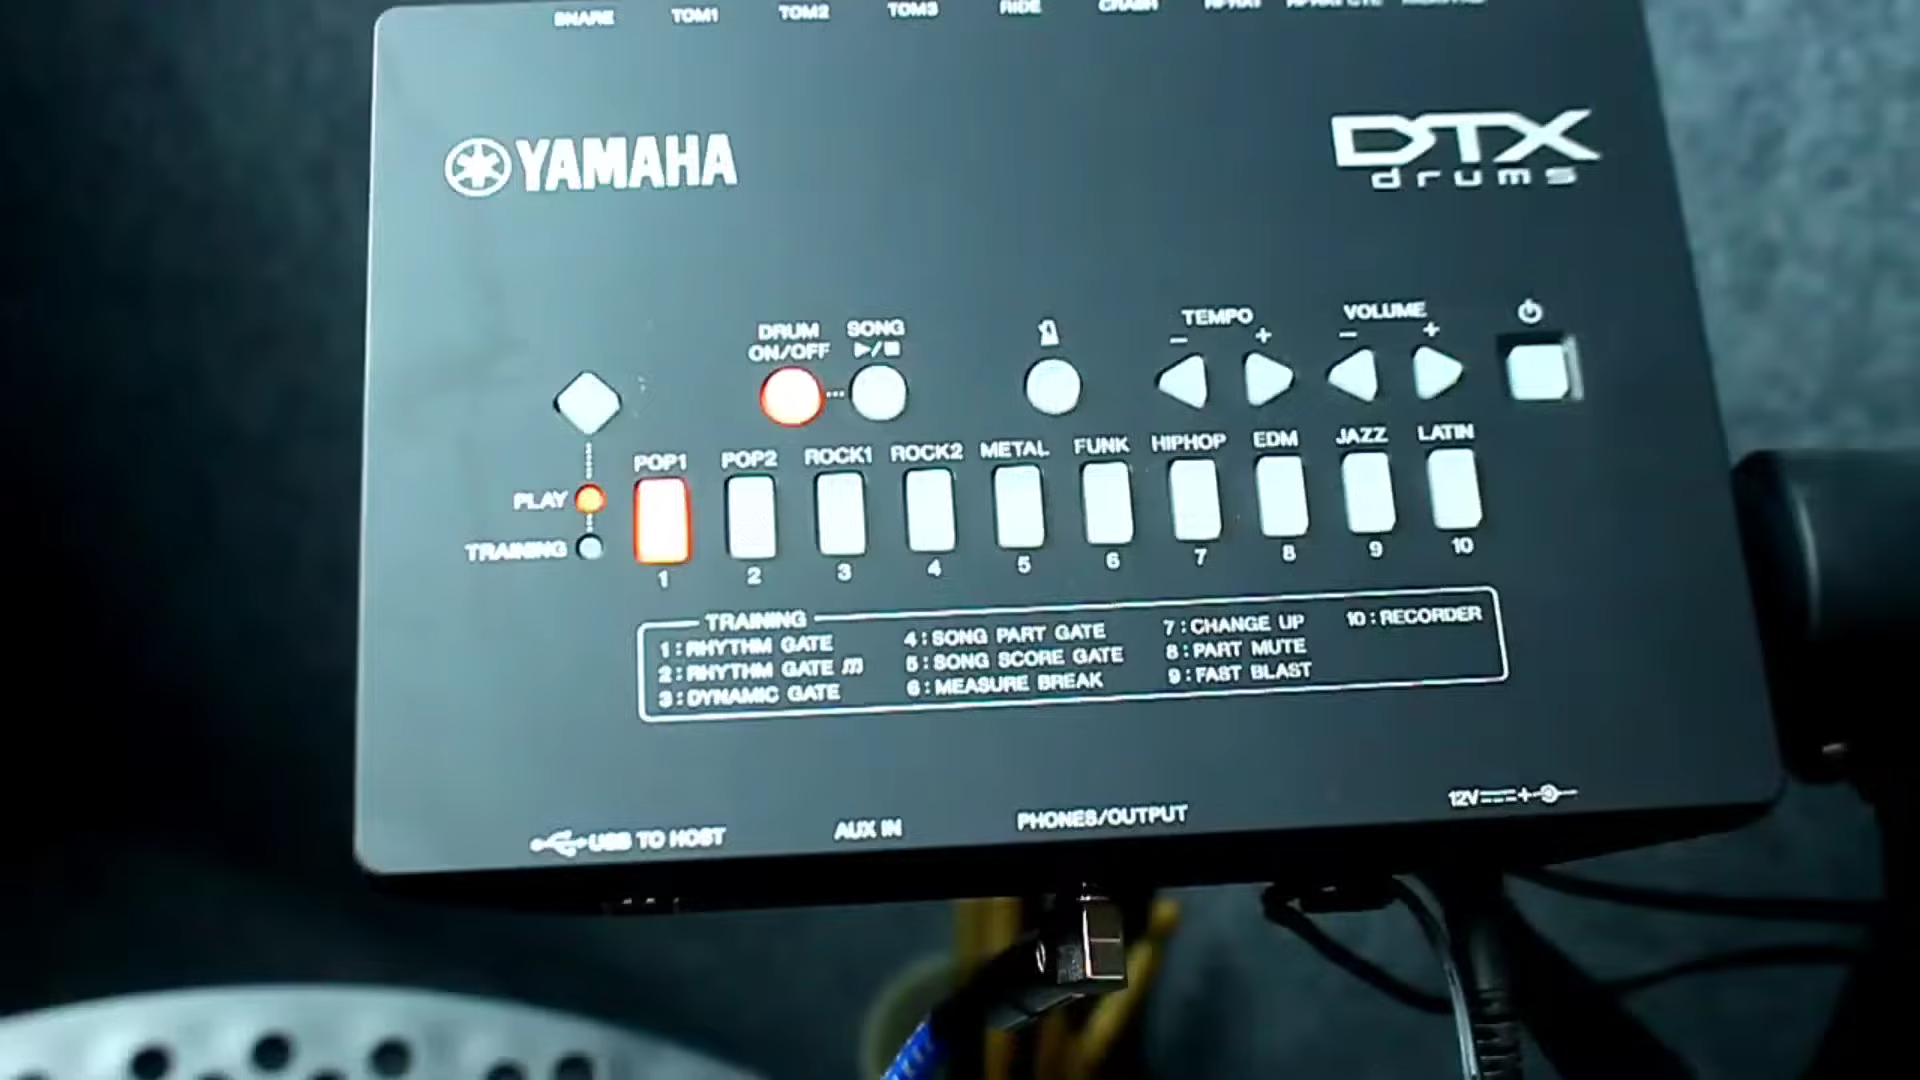 SNARE TOM1 TOM2 TOM3 RIDE CRASH
YAMAHA
DTX
drums
DRUM
ON/OFF
SONG
▶/■
TEMPO
− +
VOLUME
− +
PLAY
TRAINING
POP1 POP2 ROCK1 ROCK2 METAL FUNK HIPHOP EDM JAZZ LATIN
1 2 3 4 5 6 7 8 9 10
TRAINING
1 : RHYTHM GATE
2 : RHYTHM GATE
3 : DYNAMIC GATE
4 : SONG PART GATE
5 : SONG SCORE GATE
6 : MEASURE BREAK
7 : CHANGE UP
8 : PART MUTE
9 : FAST BLAST
10 : RECORDER
USB TO HOST
AUX IN
PHONES/OUTPUT
12V